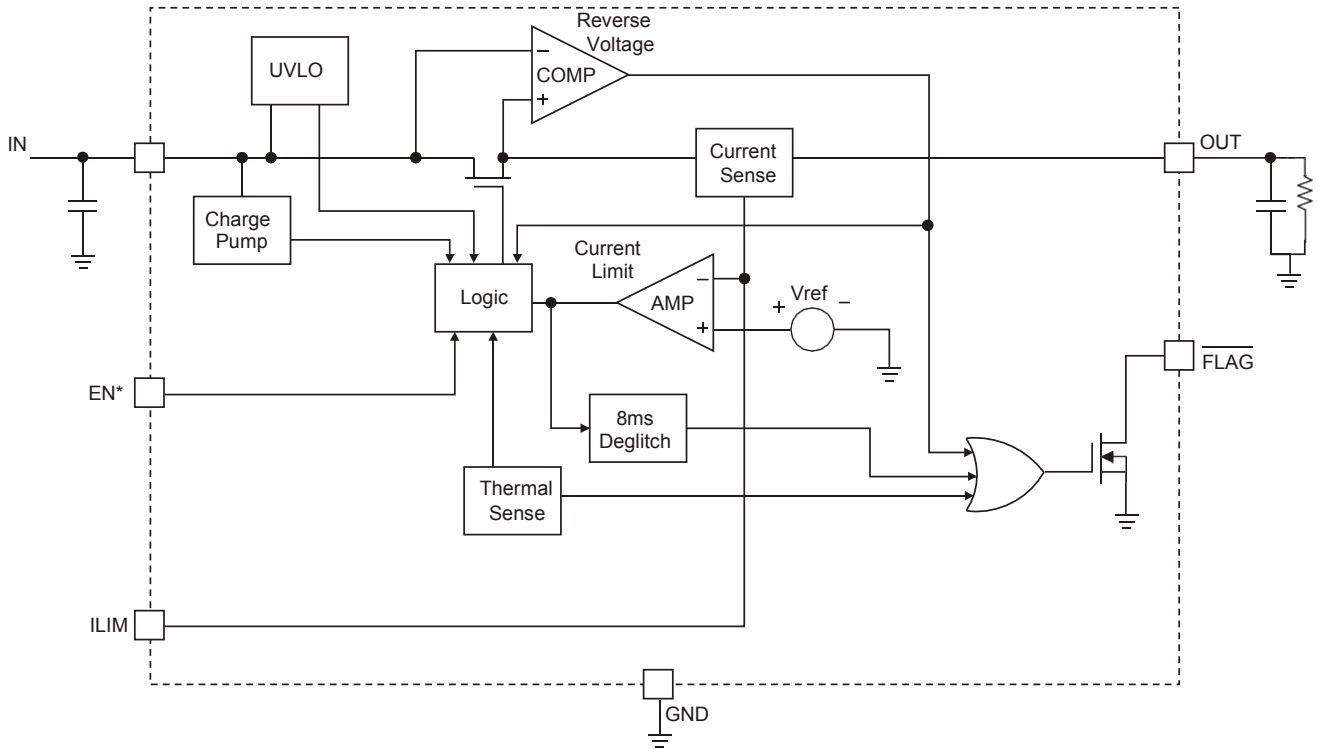 Reverse
Voltage
UVLO
−
COMP
+
IN
OUT
Current
Sense
Charge
Pump
Current
Limit
Logic
−
AMP
+
+ Vref −
FLAG
EN*
8ms
Deglitch
Thermal
Sense
ILIM
GND